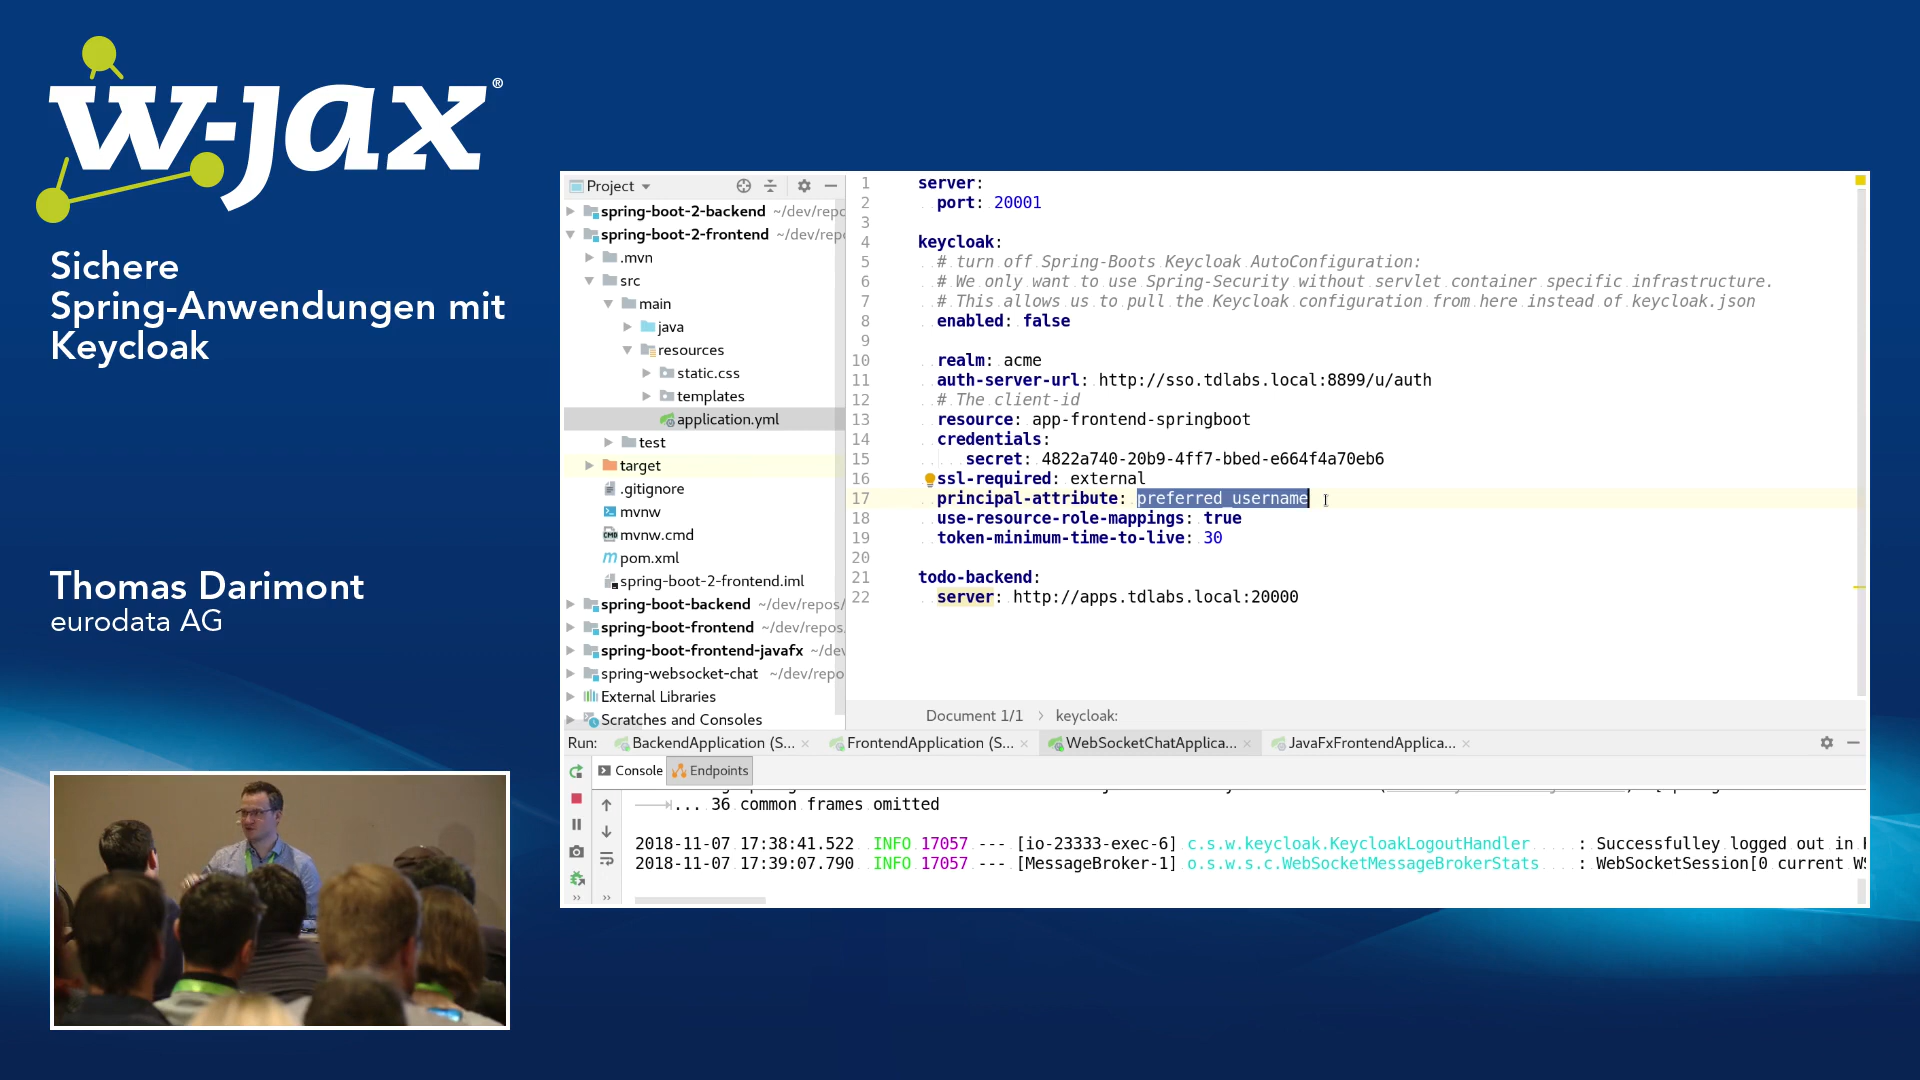 w-jax®
Sichere
Spring-Anwendungen mit
Keycloak
Thomas Darimont
eurodata AG
Project
spring-boot-2-backend ~/dev/repo
spring-boot-2-frontend ~/dev/rep
.mvn
src
main
java
resources
static.css
templates
application.yml
test
target
.gitignore
mvnw
mvnw.cmd
pom.xml
spring-boot-2-frontend.iml
spring-boot-backend ~/dev/repos/
spring-boot-frontend ~/dev/repos
spring-boot-frontend-javafx ~/de
spring-websocket-chat ~/dev/repo
External Libraries
Scratches and Consoles
1 server:
2 port: 20001
3
4 keycloak:
5 # turn off Spring-Boots Keycloak AutoConfiguration:
6 # We only want to use Spring-Security without servlet container specific infrastructure.
7 # This allows us to pull the Keycloak configuration from here instead of keycloak.json
8 enabled: false
9
10 realm: acme
11 auth-server-url: http://sso.tdlabs.local:8899/u/auth
12 # The client-id
13 resource: app-frontend-springboot
14 credentials:
15 secret: 4822a740-20b9-4ff7-bbed-e664f4a70eb6
16 ssl-required: external
17 principal-attribute: preferred_username
18 use-resource-role-mappings: true
19 token-minimum-time-to-live: 30
20
21 todo-backend:
22 server: http://apps.tdlabs.local:20000
Document 1/1 › keycloak:
Run: BackendApplication (S... × FrontendApplication (S... × WebSocketChatApplica... × JavaFxFrontendApplica... ×
Console Endpoints
... 36 common frames omitted
2018-11-07 17:38:41.522 INFO 17057 --- [io-23333-exec-6] c.s.w.keycloak.KeycloakLogoutHandler : Successfulley logged out in
2018-11-07 17:39:07.790 INFO 17057 --- [MessageBroker-1] o.s.w.s.c.WebSocketMessageBrokerStats : WebSocketSession[0 current WS